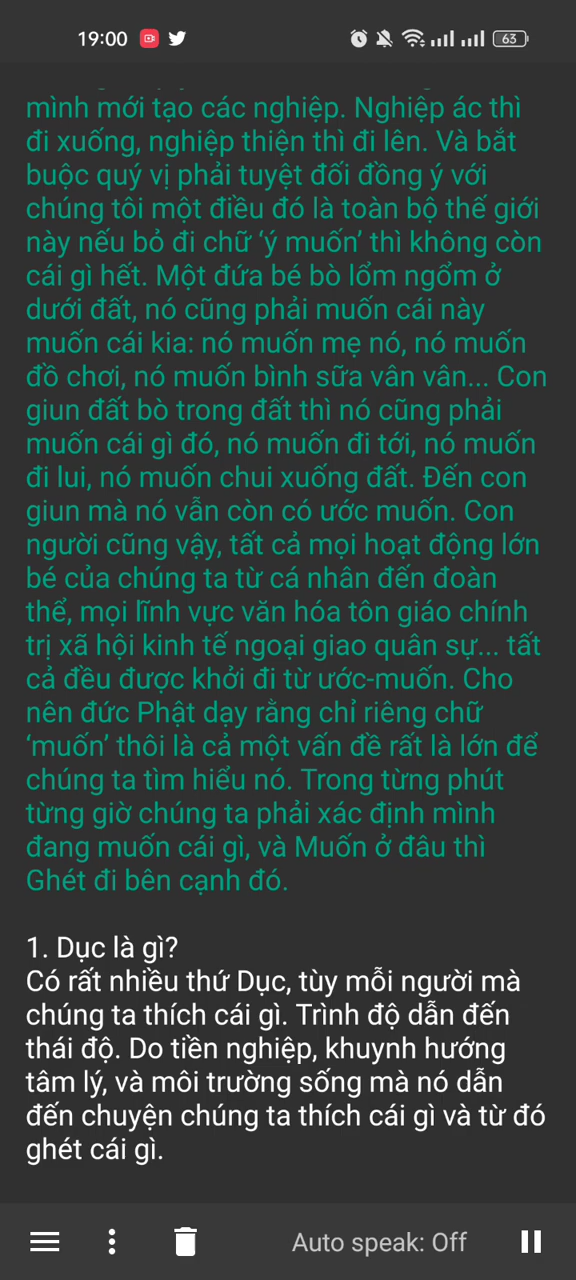 19:00
63
mình mới tạo các nghiệp. Nghiệp ác thì
đi xuống, nghiệp thiện thì đi lên. Và bắt
buộc quý vị phải tuyệt đối đồng ý với
chúng tôi một điều đó là toàn bộ thế giới
này nếu bỏ đi chữ ‘ý muốn’ thì không còn
cái gì hết. Một đứa bé bò lổm ngổm ở
dưới đất, nó cũng phải muốn cái này
muốn cái kia: nó muốn mẹ nó, nó muốn
đồ chơi, nó muốn bình sữa vân vân... Con
giun đất bò trong đất thì nó cũng phải
muốn cái gì đó, nó muốn đi tới, nó muốn
đi lui, nó muốn chui xuống đất. Đến con
giun mà nó vẫn còn có ước muốn. Con
người cũng vậy, tất cả mọi hoạt động lớn
bé của chúng ta từ cá nhân đến đoàn
thể, mọi lĩnh vực văn hóa tôn giáo chính
trị xã hội kinh tế ngoại giao quân sự... tất
cả đều được khởi đi từ ước-muốn. Cho
nên đức Phật dạy rằng chỉ riêng chữ
‘muốn’ thôi là cả một vấn đề rất là lớn để
chúng ta tìm hiểu nó. Trong từng phút
từng giờ chúng ta phải xác định mình
đang muốn cái gì, và Muốn ở đâu thì
Ghét đi bên cạnh đó.
1. Dục là gì?
Có rất nhiều thứ Dục, tùy mỗi người mà
chúng ta thích cái gì. Trình độ dẫn đến
thái độ. Do tiền nghiệp, khuynh hướng
tâm lý, và môi trường sống mà nó dẫn
đến chuyện chúng ta thích cái gì và từ đó
ghét cái gì.
Auto speak: Off